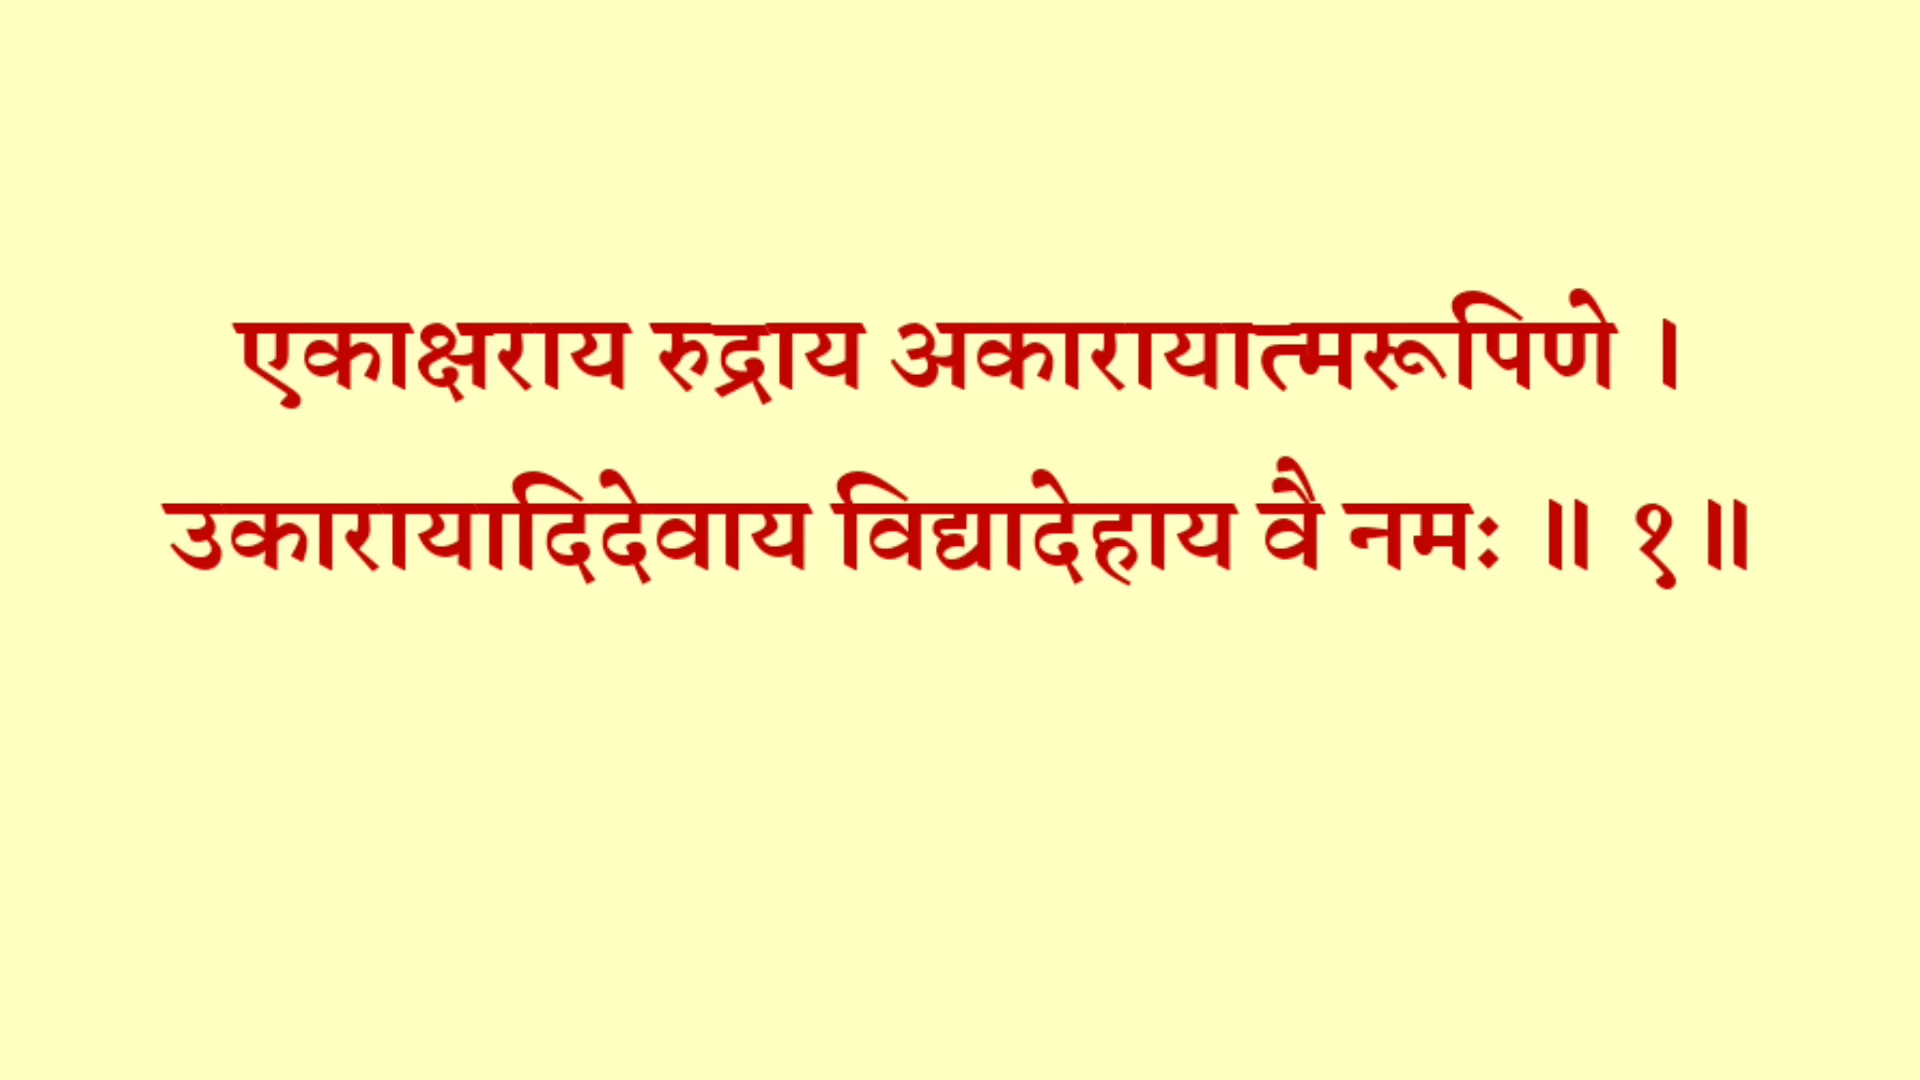 एकाक्षराय रुद्राय अकारायात्मरूपिणे ।
उकारायादिदेवाय विद्यादेहाय वै नमः ॥ १॥